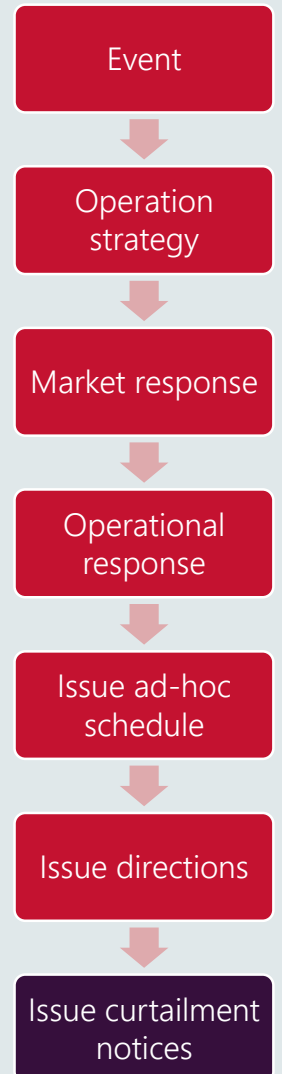 Event
Operation
strategy
Market response
Operational
response
Issue ad-hoc
schedule
Issue directions
Issue curtailment
notices